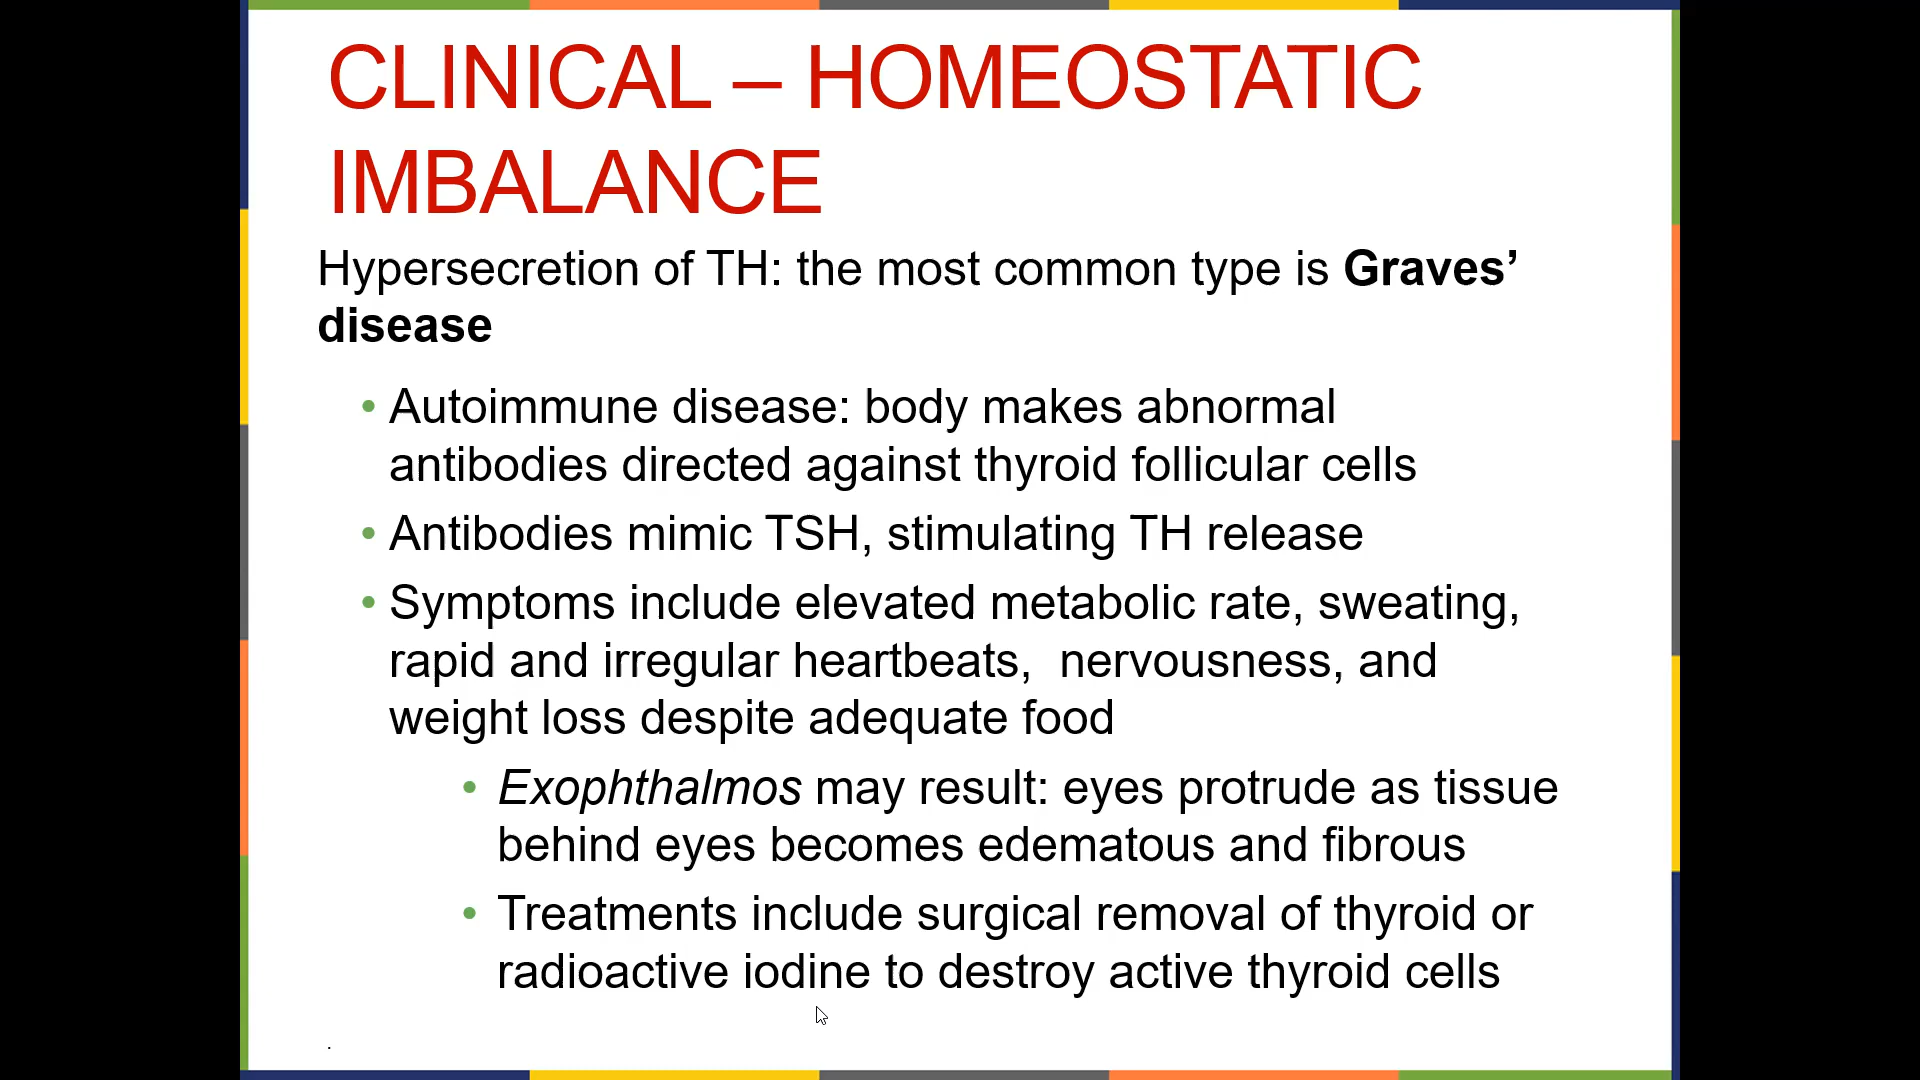 CLINICAL – HOMEOSTATIC
IMBALANCE
Hypersecretion of TH: the most common type is Graves’
disease
• Autoimmune disease: body makes abnormal
antibodies directed against thyroid follicular cells
• Antibodies mimic TSH, stimulating TH release
• Symptoms include elevated metabolic rate, sweating,
rapid and irregular heartbeats,  nervousness, and
weight loss despite adequate food
• Exophthalmos may result: eyes protrude as tissue
behind eyes becomes edematous and fibrous
• Treatments include surgical removal of thyroid or
radioactive iodine to destroy active thyroid cells
.